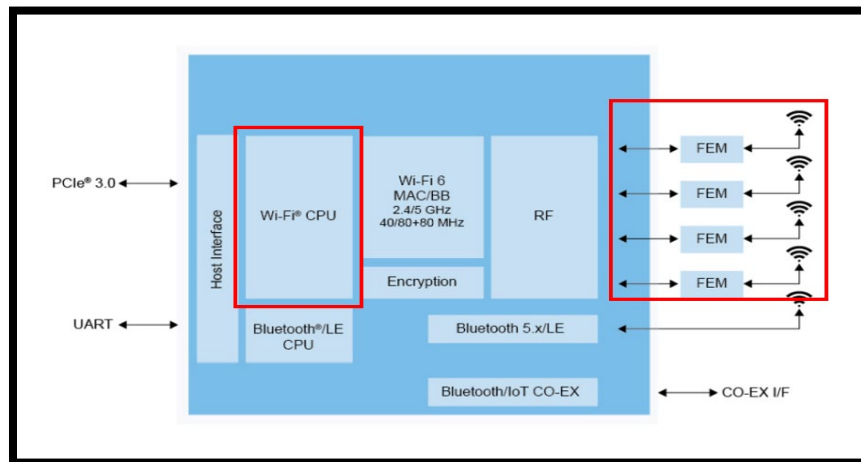 PCIe® 3.0
UART
Host Interface
Wi-Fi® CPU
Bluetooth®/LE
CPU
Wi-Fi 6
MAC/BB
2.4/5 GHz
40/80+80 MHz
Encryption
RF
Bluetooth 5.x/LE
Bluetooth/IoT CO-EX
FEM
FEM
FEM
FEM
CO-EX I/F